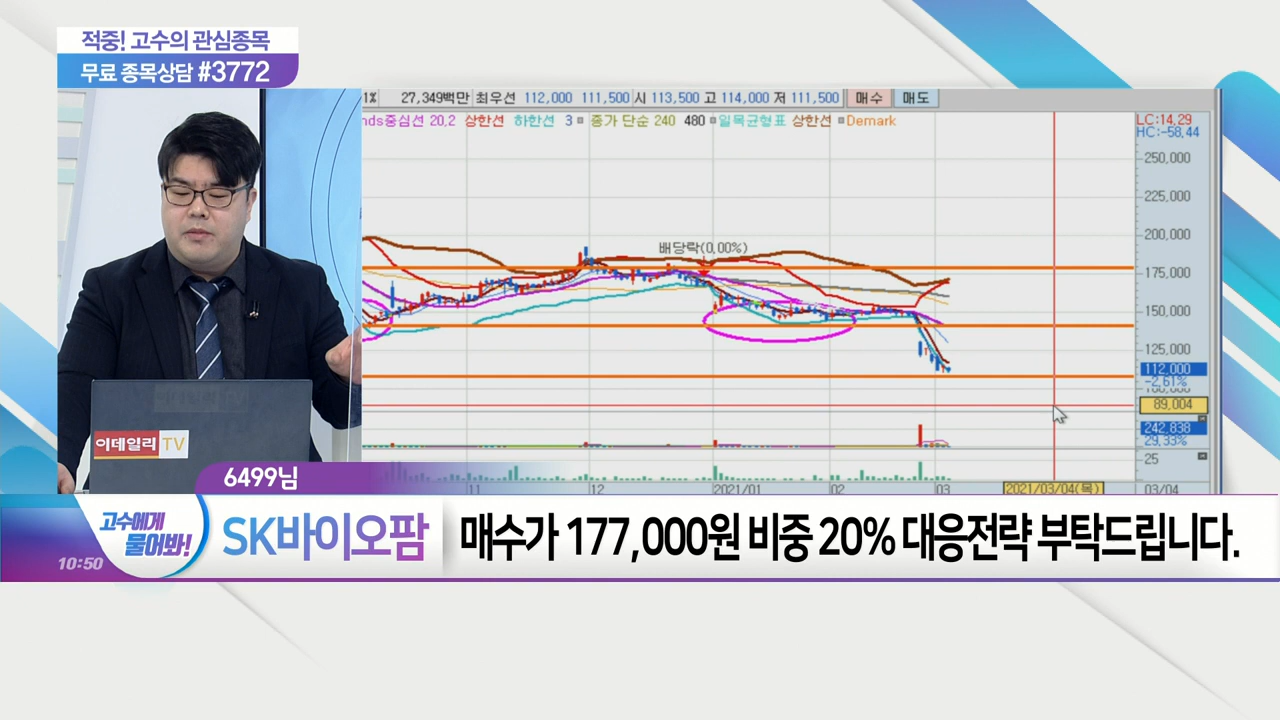 적중! 고수의 관심종목
무료 종목상담 #3772
1% 27,349백만 최우선 112,000 111,500 시 113,500 고 114,000 저 111,500 매수 매도
nds중심선 20,2 상한선 하한선 3 종가 단순 240 480 일목균형표 상한선 Demark
LC:14,29
HC:-58,44
250,000
225,000
200,000
배당락(0,00%)
175,000
150,000
125,000
112,000
-2,61%
100,000
89,004
242,838
29,33%
25
11 12 2021/01 02 03 2021/03/04(목) 03/04
이데일리 TV
6499님
고수에게
물어봐!
10:50
SK바이오팜
매수가 177,000원 비중 20% 대응전략 부탁드립니다.